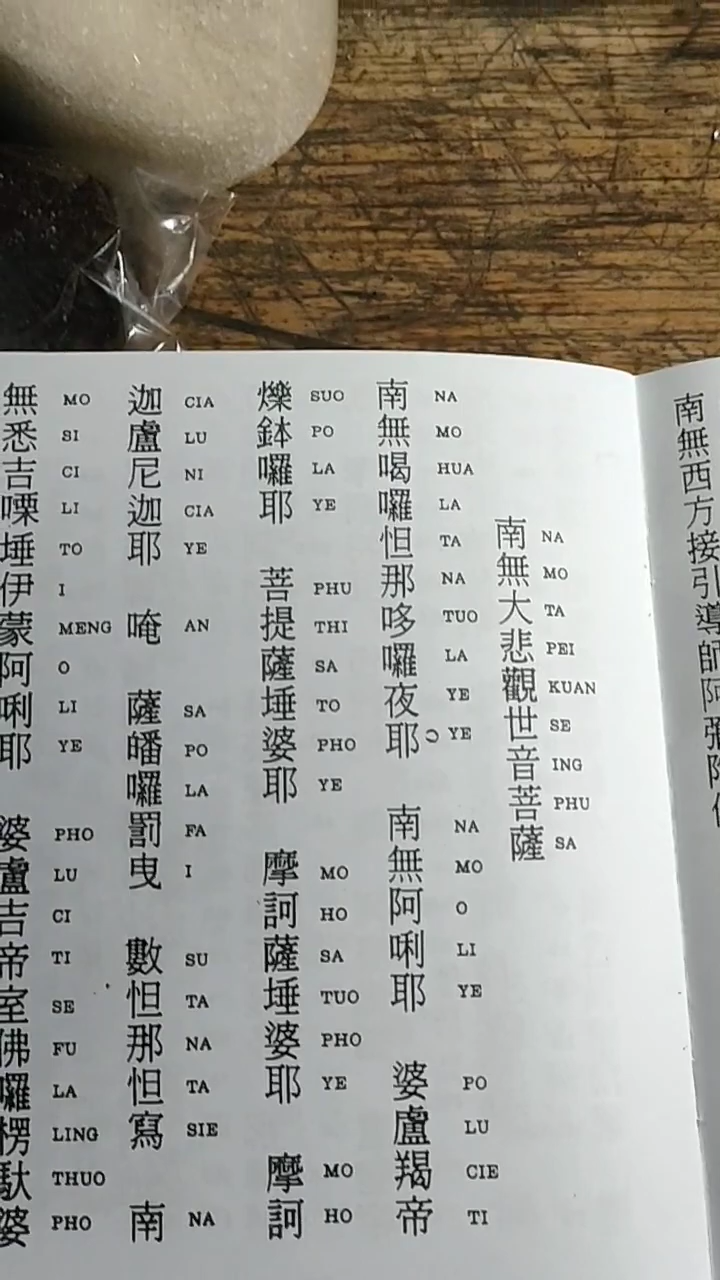 南無西方接引導師阿彌
南無大悲觀世音菩薩
NA MO TA PEI KUAN SE ING PHU SA
南無喝囉怛那哆囉夜耶 南無阿唎耶 婆盧羯帝
NA MO HUA LA TA NA TUO LA YE YE NA MO O LI YE PO LU CIE TI
爍鉢囉耶 菩提薩埵婆耶 摩訶薩埵婆耶 摩訶
SUO PO LA YE PHU THI SA TO PHO YE MO HO SA TUO PHO YE MO HO
迦盧尼迦耶 唵 薩皤囉罰曳 數怛那怛寫 南
CIA LU NI CIA YE AN SA PO LA FA I SU TA NA TA SIE NA
無悉吉嘌埵伊蒙阿唎耶 婆盧吉帝室佛囉楞馱婆
MO SI CI LI TO I MENG O LI YE PHO LU CI TI SE FU LA LING THUO PHO